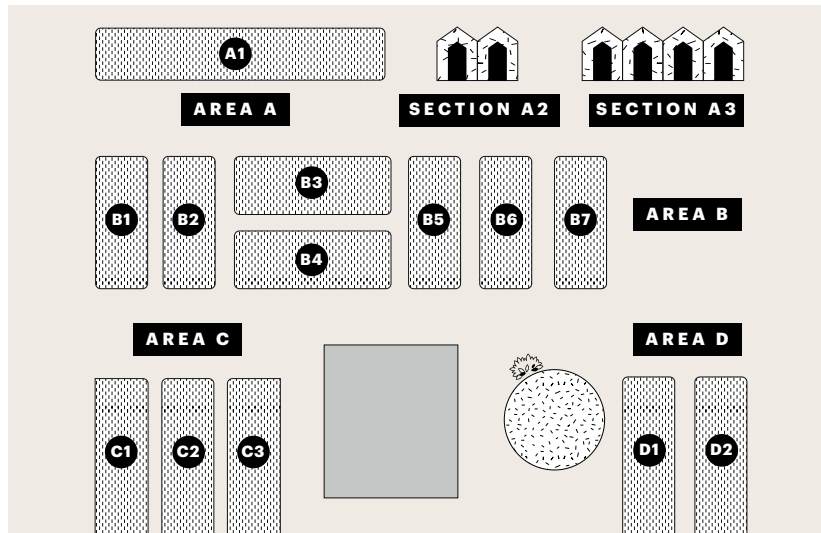 A1
AREA A
SECTION A2
SECTION A3
B1
B2
B3
B4
B5
B6
B7
AREA B
AREA C
AREA D
C1
C2
C3
D1
D2